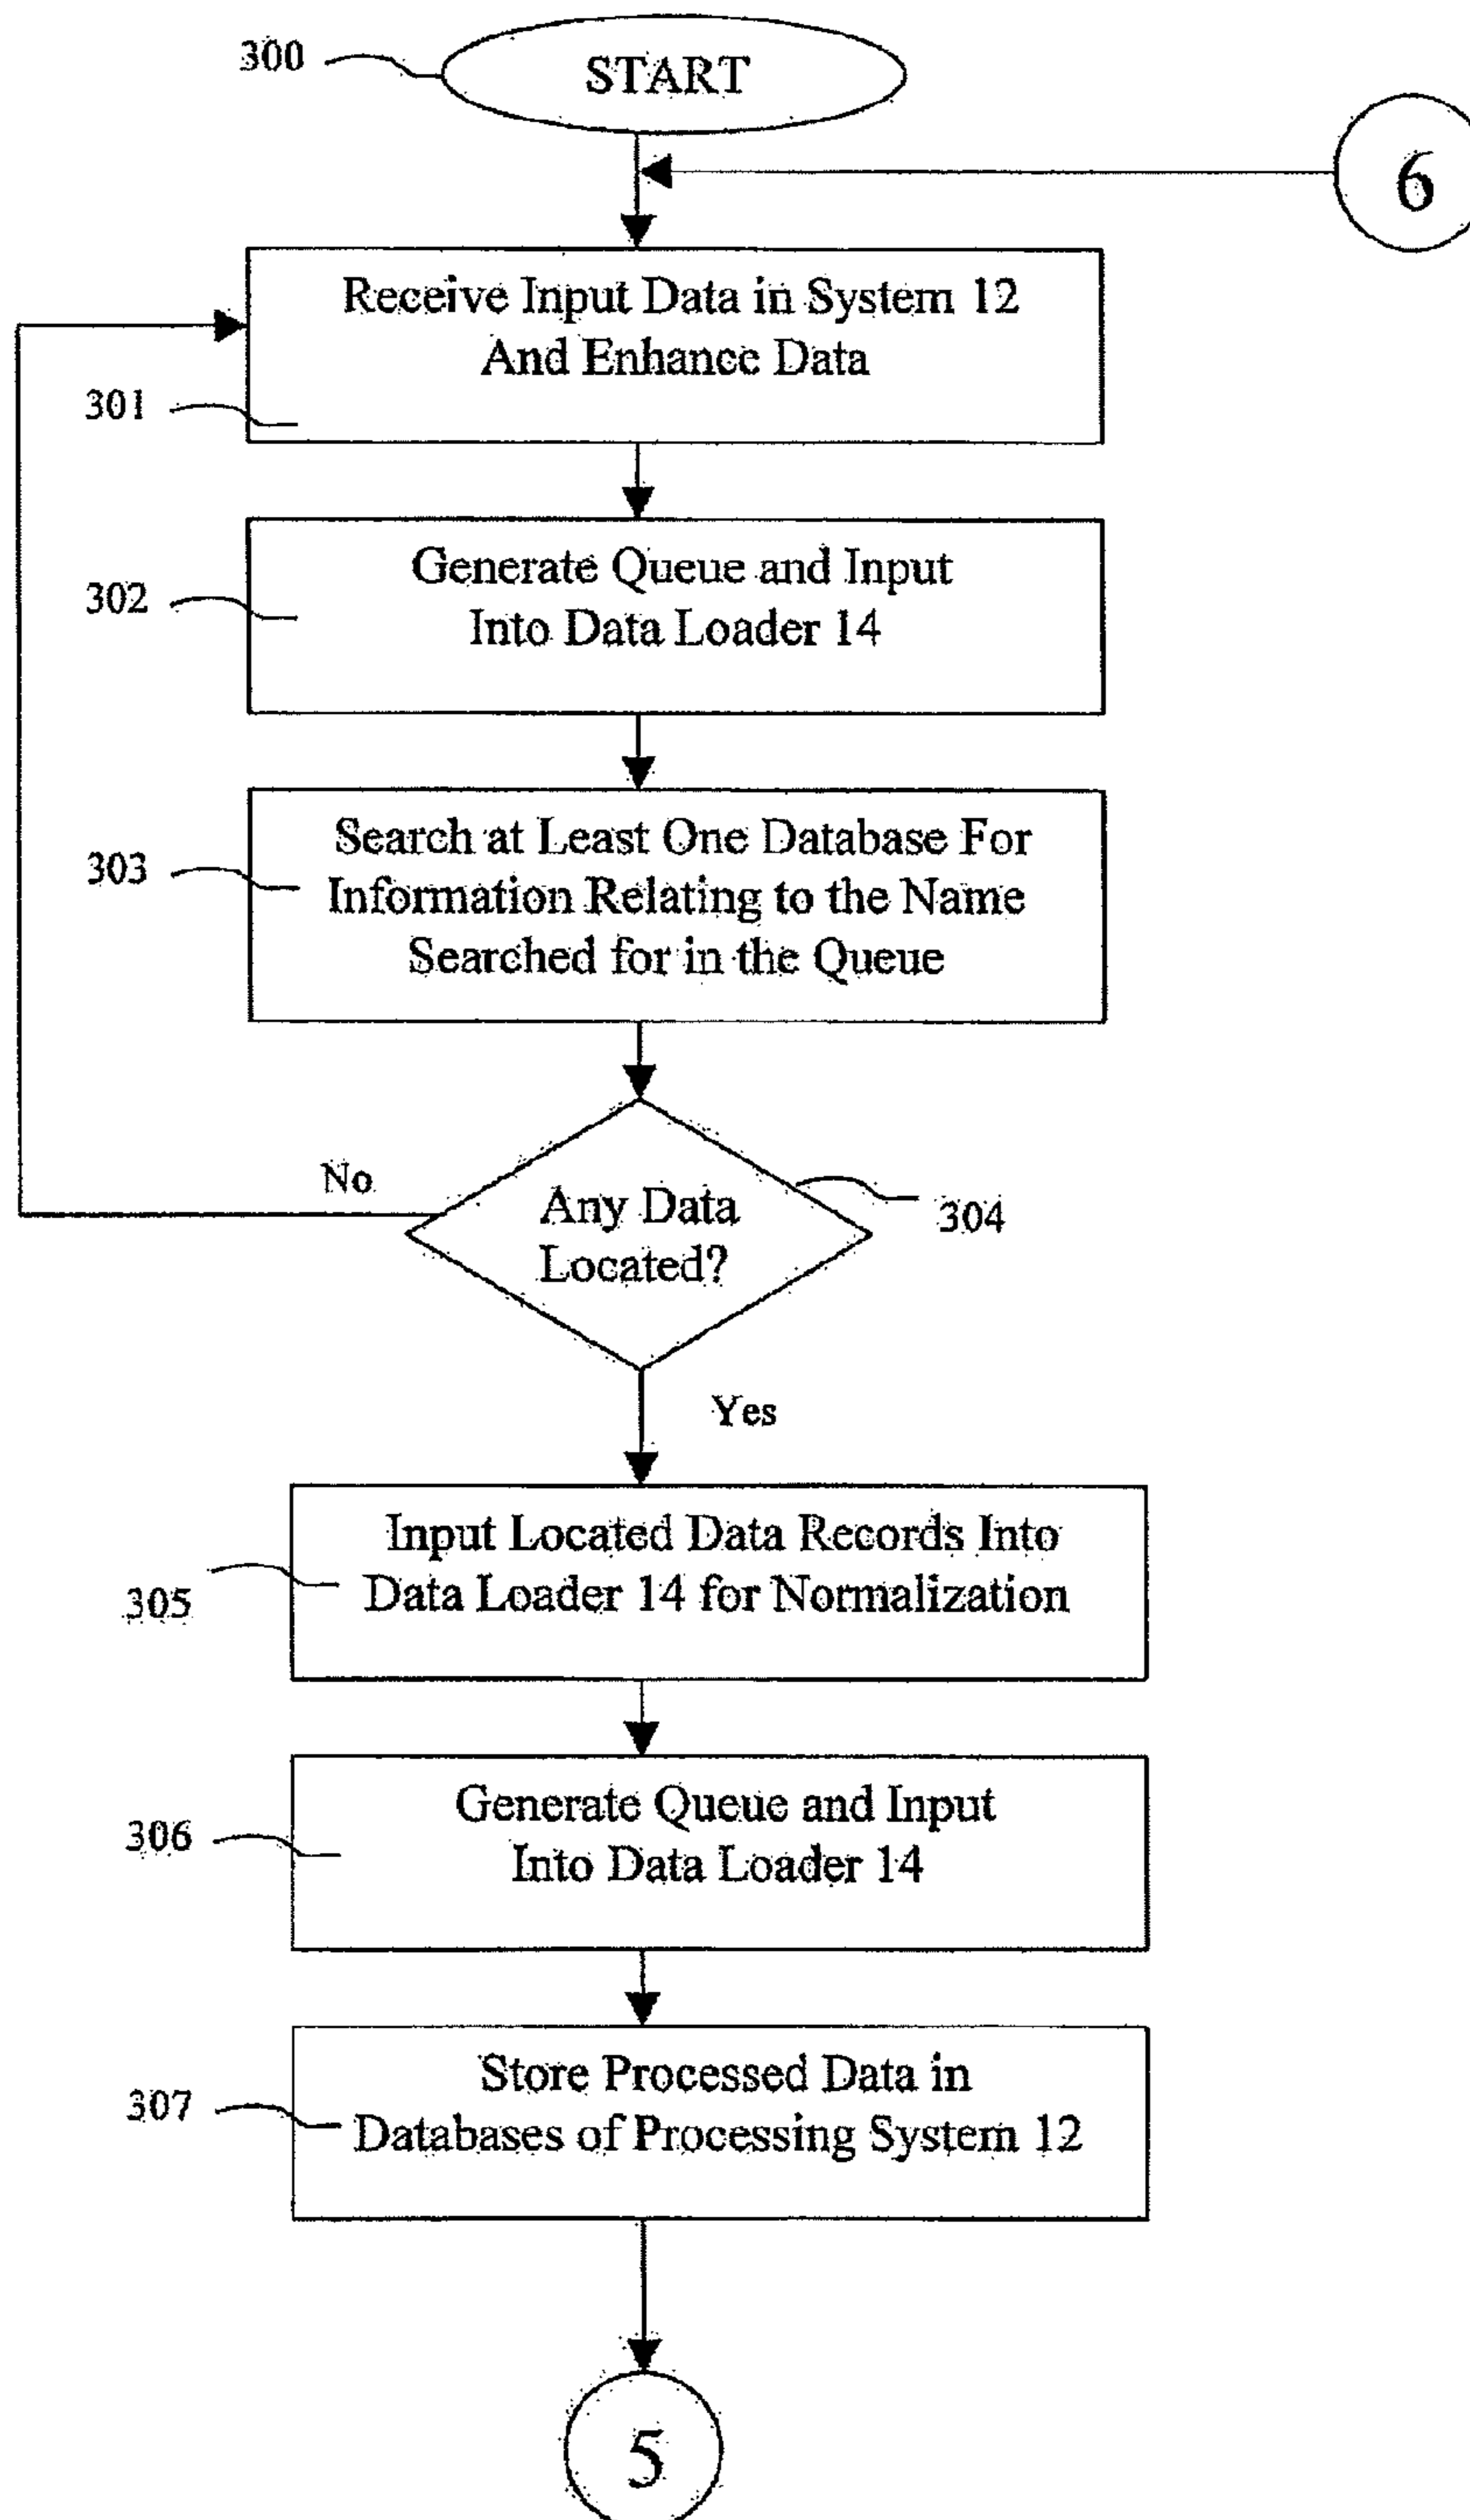 300
START
6
Receive Input Data in System 12
And Enhance Data
301
Generate Queue and Input
Into Data Loader 14
302
Search at Least One Database For
Information Relating to the Name
Searched for in the Queue
303
No
Any Data
Located?
304
Yes
Input Located Data Records Into
Data Loader 14 for Normalization
305
Generate Queue and Input
Into Data Loader 14
306
Store Processed Data in
Databases of Processing System 12
307
5